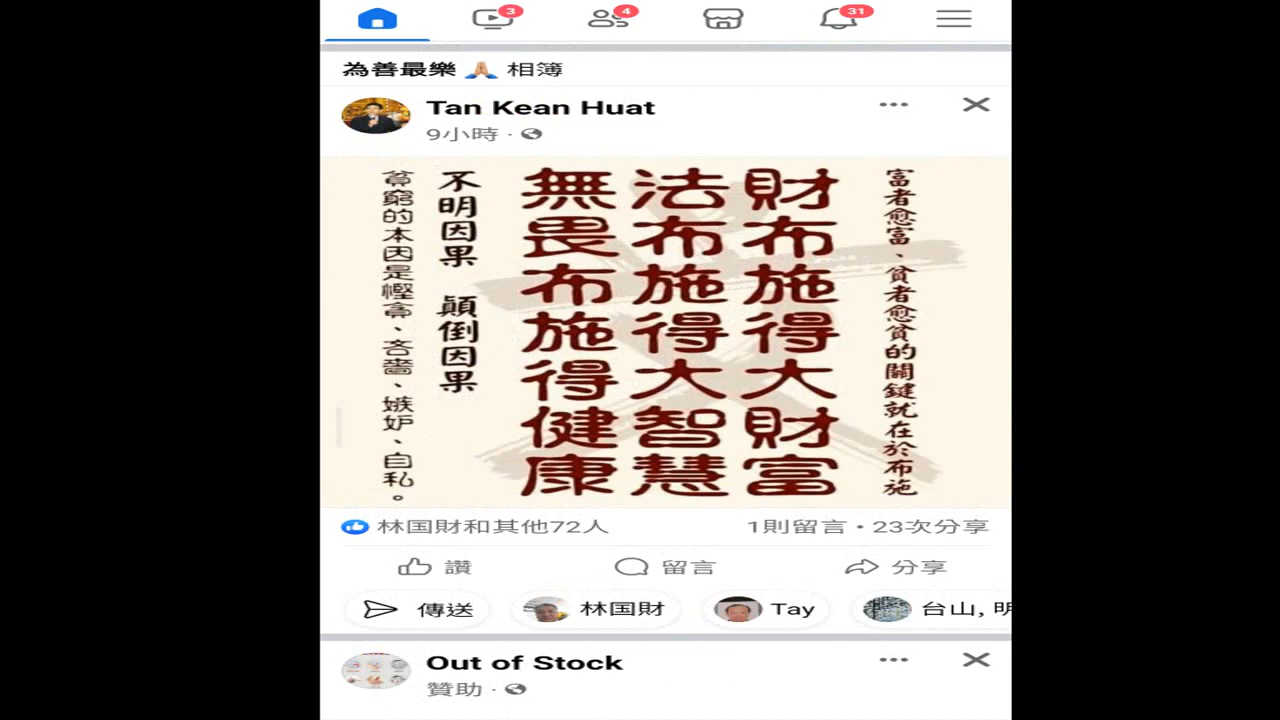 3
4
31
為善最樂 🙏 相簿
Tan Kean Huat
9小時
富者愈富、貧者愈貧的關鍵就在於布施
財布施得大財富
法布施得大智慧
無畏布施得健康
不明因果 顛倒因果
貧窮的本因是慳貪、吝嗇、嫉妒、自私。
林国財和其他72人
1則留言・23次分享
讚 留言 分享
傳送 林国財 Tay 台山, 明
Out of Stock
贊助